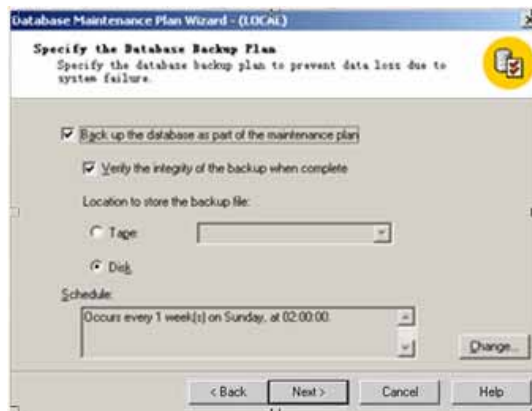 Database Maintenance Plan Wizard - (LOCAL)
Specify the Database Backup Plan
Specify the database backup plan to prevent data loss due to
system failure.
Back up the database as part of the maintenance plan
Verify the integrity of the backup when complete
Location to store the backup file:
Tape
Disk
Schedule:
Occurs every 1 week(s) on Sunday, at 02:00:00.
Change...
< Back
Next >
Cancel
Help